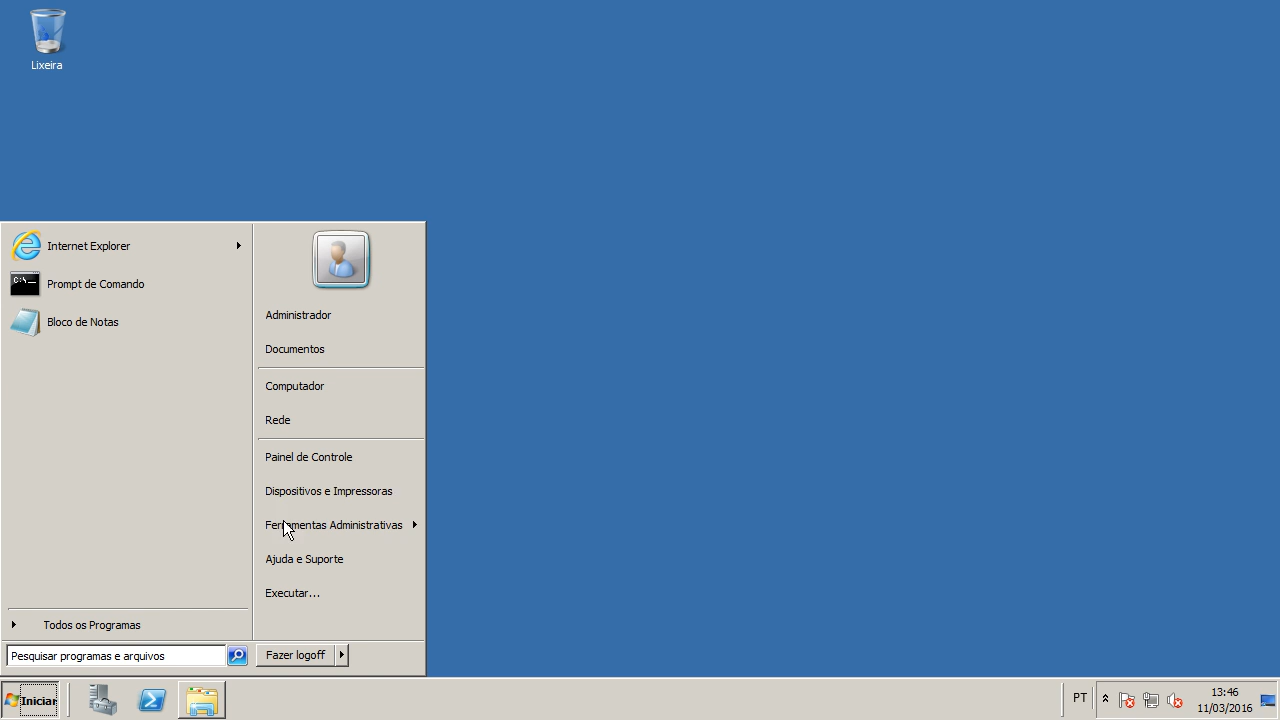 Lixeira
Internet Explorer
Prompt de Comando
Bloco de Notas
Todos os Programas
Pesquisar programas e arquivos
Administrador
Documentos
Computador
Rede
Painel de Controle
Dispositivos e Impressoras
Ferramentas Administrativas
Ajuda e Suporte
Executar...
Fazer logoff
Iniciar
PT
13:46
11/03/2016